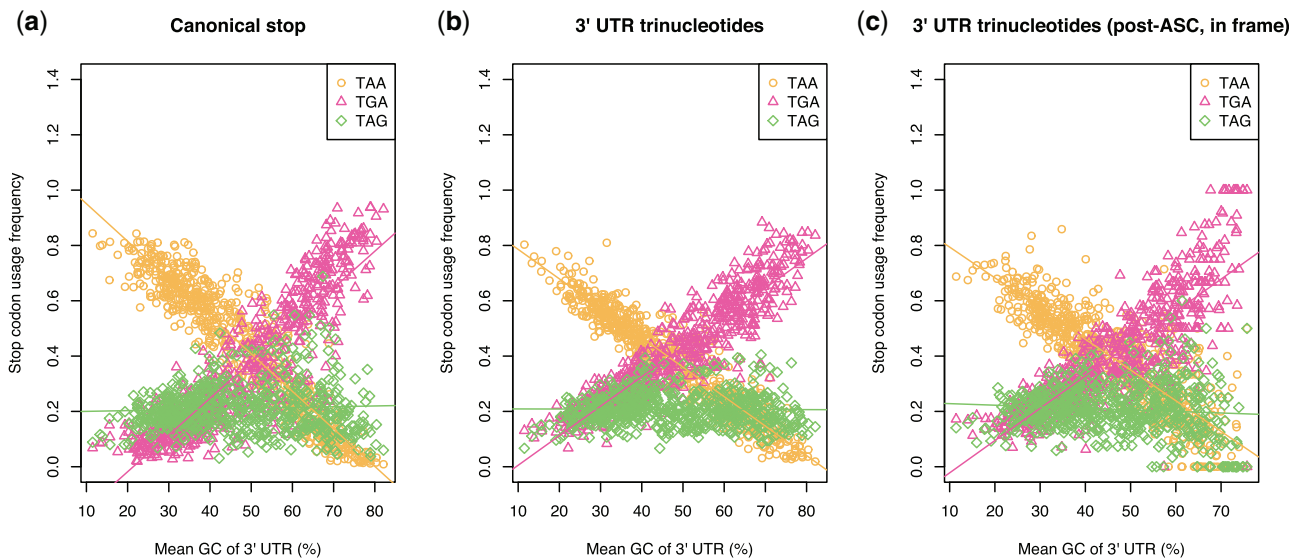 (a) Canonical stop
Stop codon usage frequency
1.4
1.2
1.0
0.8
0.6
0.4
0.2
0.0
TAA
TGA
TAG
10 20 30 40 50 60 70 80
Mean GC of 3' UTR (%)
(b) 3' UTR trinucleotides
Stop codon usage frequency
1.4
1.2
1.0
0.8
0.6
0.4
0.2
0.0
TAA
TGA
TAG
10 20 30 40 50 60 70 80
Mean GC of 3' UTR (%)
(c) 3' UTR trinucleotides (post-ASC, in frame)
Stop codon usage frequency
1.4
1.2
1.0
0.8
0.6
0.4
0.2
0.0
TAA
TGA
TAG
10 20 30 40 50 60 70
Mean GC of 3' UTR (%)